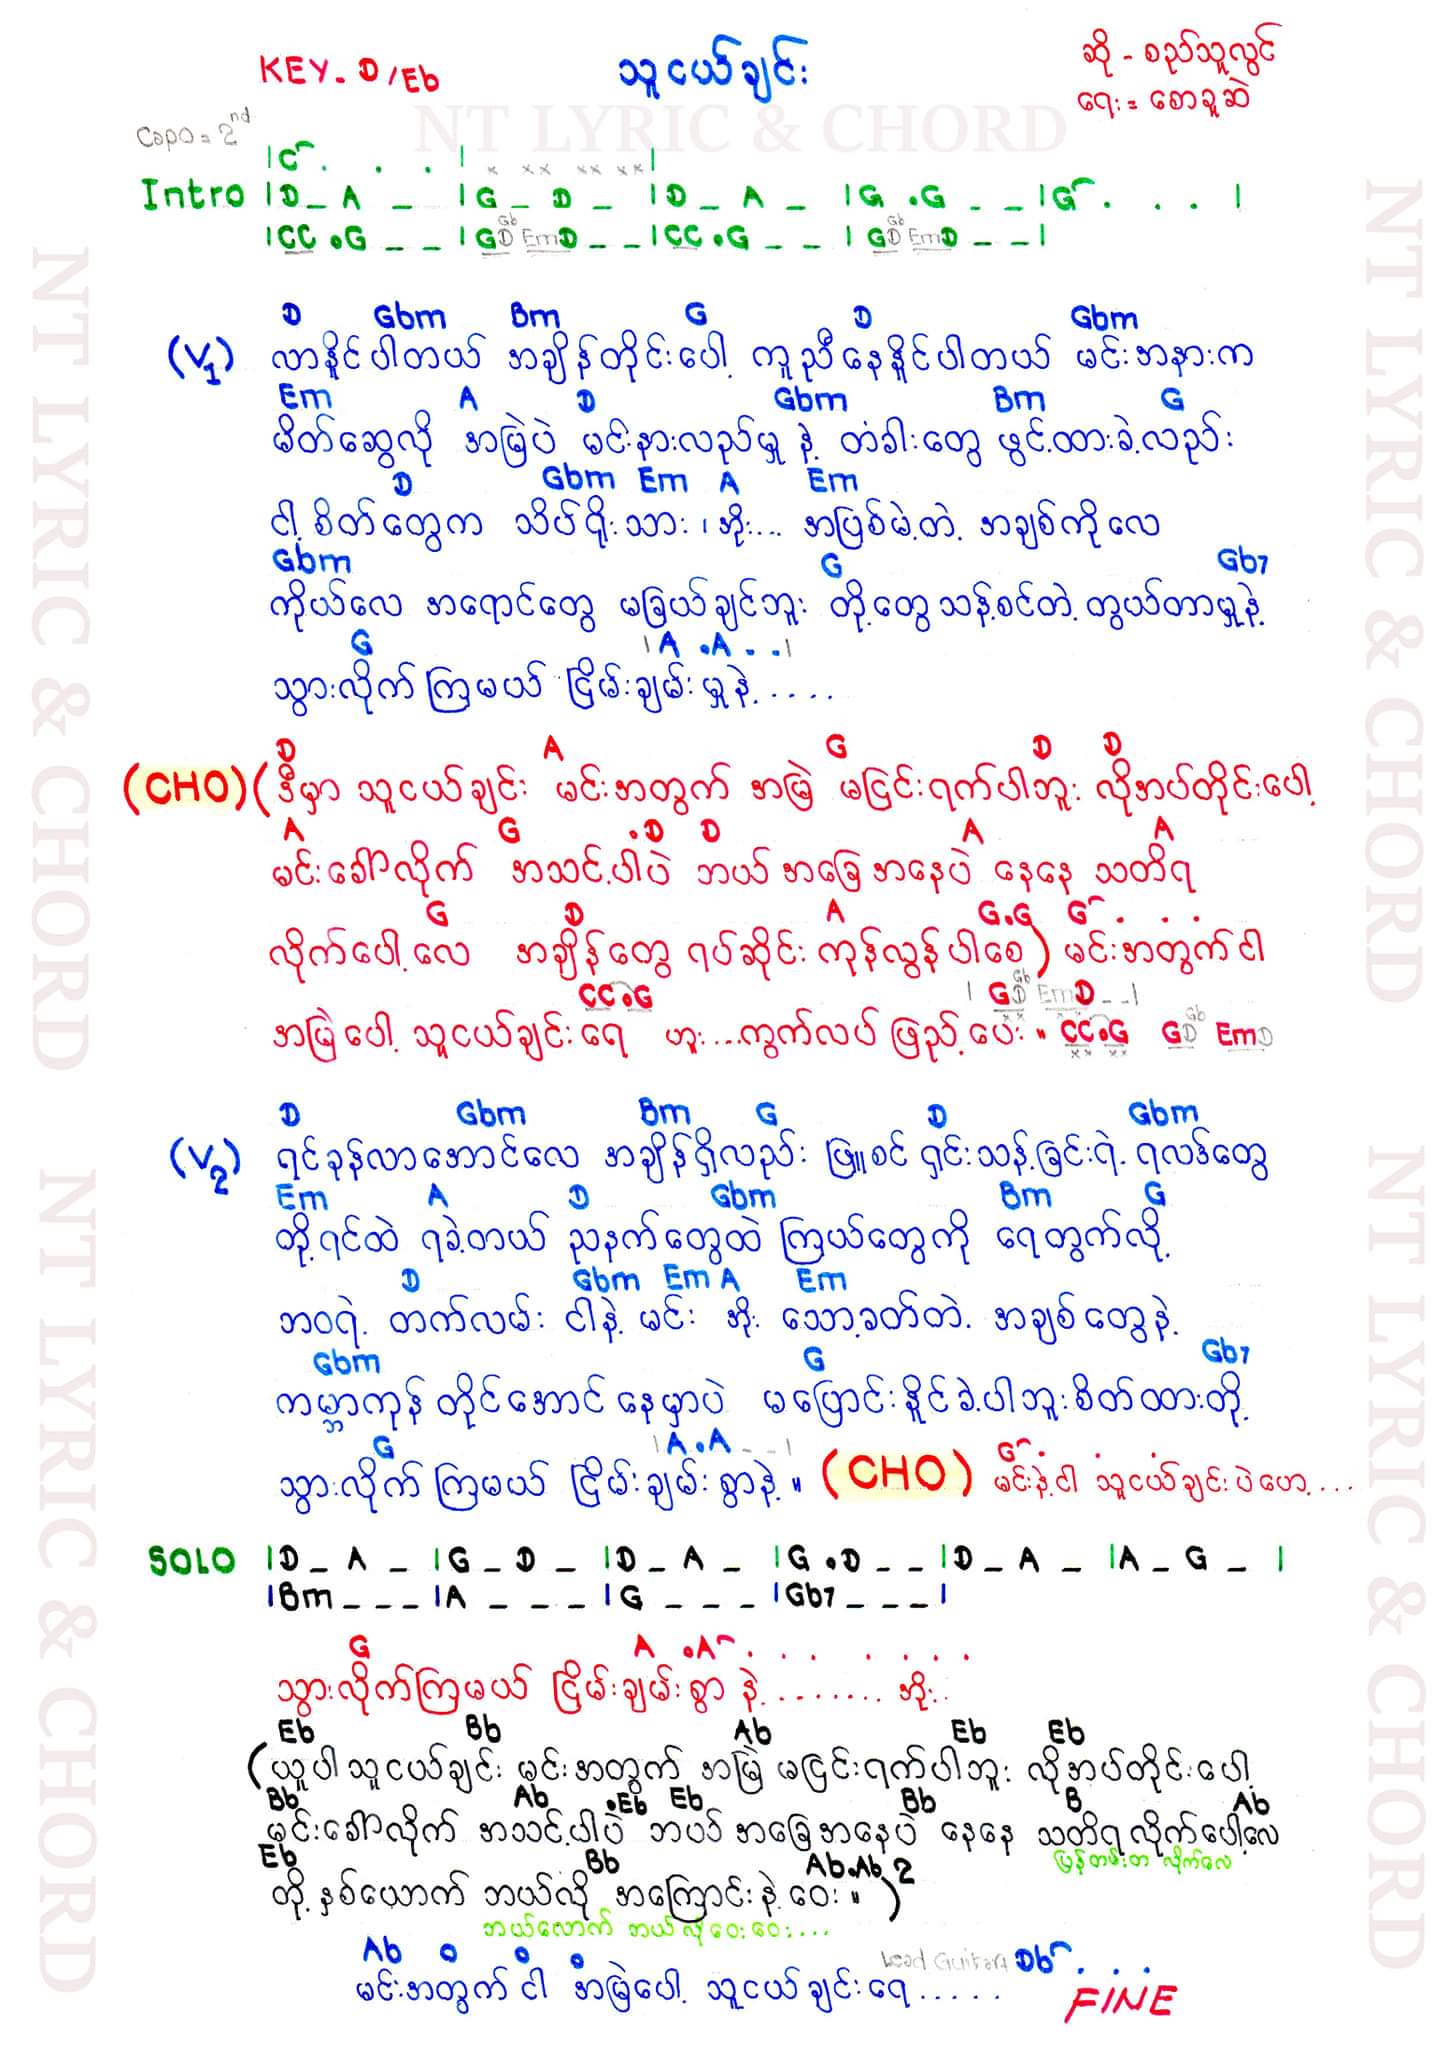 KEY - D/Eb
သူငယ်ချင်း
ဆို - စည်သူလွင်
ရေး = စောခူဆဲ
NT LYRIC & CHORD
Capo = 2nd
|C . . . | x xx xx xx|
Intro |D _ A _ |G _ D _ |D _ A _ |G .G _ _ |G . . . |
|CC .G _ _ |GD Gb EmD _ _ |CC .G _ _ |GD Gb EmD _ _ |
D Gbm Bm G D Gbm
(V1) လာနိူင်ပါတယ် အချိန်တိုင်းပေါ့ ကူညီနေနိူင်ပါတယ် မင်းအနားက
Em A D Gbm Bm G
မိတ်ဆွေလို အမြဲပဲ မင်းနားလည်မှု နဲ့ တံခါးတွေ ဖွင့်ထားခဲ့လည်း
D Gbm Em A Em
ငါ့စိတ်တွေက သိပ်ရိုးသား ၊ အိုး... အဖြစ်မဲ့တဲ့ အချစ်ကိုလေ
Gbm G Gb7
ကိုယ်လေ အရောင်တွေ မခြယ်ချင်ဘူး တို့တွေသန့်စင်တဲ့ တွယ်တာမှုနဲ့
G |A .A . .|
သွားလိုက်ကြမယ် ငြိမ်းချမ်းမှုနဲ့.....
D A G D D
(CHO) (ဒီမှာ သူငယ်ချင်း မင်းအတွက် အမြဲ မငြင်းရက်ပါဘူး လိုအပ်တိုင်းပေါ့
A G .D D A A
မင်းခေါ်လိုက် အသင့်ပါပဲ ဘယ်အခြေအနေပဲ နေနေ သတိရ
G D A G.G G . . .
လိုက်ပေါ့လေ အချိန်တွေ ရပ်ဆိုင်း ကုန်လွန်ပါစေ) မင်းအတွက်ငါ
CC.G | GD Gb EmD _ _|
အမြဲပေါ့ သူငယ်ချင်းရေ ဟူး...ကွက်လပ်ဖြည့်ပေး ။ CC.G GD Gb EmD
D Gbm Bm G D Gbm
(V2) ရင်ခုန်လာအောင်လေ အချိန်ရှိလည်း ဖြူစင် ရှင်းသန့်ခြင်းရဲ့ ရလဒ်တွေ
Em A D Gbm Bm G
တို့ရင်ထဲ ရခဲ့တယ် ညနက်တွေထဲ ကြယ်တွေကို ရေတွက်လို့
D Gbm Em A Em
ဘဝရဲ့ တက်လမ်း ငါနဲ့ မင်း အိုး သော့ခတ်တဲ့ အချစ်တွေနဲ့
Gbm G Gb7
ကမ္ဘာကုန်တိုင်အောင် နေမှာပဲ မပြောင်းနိူင်ခဲ့ပါဘူးစိတ်ထားတို့
G |A .A _ _| G . . .
သွားလိုက်ကြမယ် ငြိမ်းချမ်းစွာနဲ့ ။ (CHO) မင်းနဲ့ငါ သူငယ်ချင်းပဲဟေ့....
SOLO |D _ A _ |G _ D _ |D _ A _ |G .D _ _ |D _ A _ |A _ G _ |
|Bm _ _ _ |A _ _ _ |G _ _ _ |Gb7 _ _ _ |
G A .A . . . . . . .
သွားလိုက်ကြမယ် ငြိမ်းချမ်းစွာ နဲ့........ အိုး..
Eb Bb Ab Eb Eb
(ယူပါသူငယ်ချင်း မင်းအတွက် အမြဲ မငြင်းရက်ပါဘူး လိုအပ်တိုင်းပေါ့
Bb Ab .Eb Eb Bb B Ab
မင်းခေါ်လိုက် အသင့်ပါပဲ ဘယ်အခြေအနေပဲ နေနေ သတိရလိုက်ပေါ့လေ
ပြန်တမ်းတ လိုက်လေ
Eb Bb Ab.Ab
တို့နှစ်ယောက် ဘယ်လိုအကြောင်းနဲ့ဝေး ။)2
ဘယ်လောက် ဘယ်လိုဝေးဝေး...
Ab Lead Guitars Db . . .
မင်းအတွက် ငါ အမြဲပေါ့ သူငယ်ချင်းရေ.....
FINE
NT LYRIC & CHORD
NT LYRIC & CHORD
NT LYRIC & CHORD
NT LYRIC & CHORD